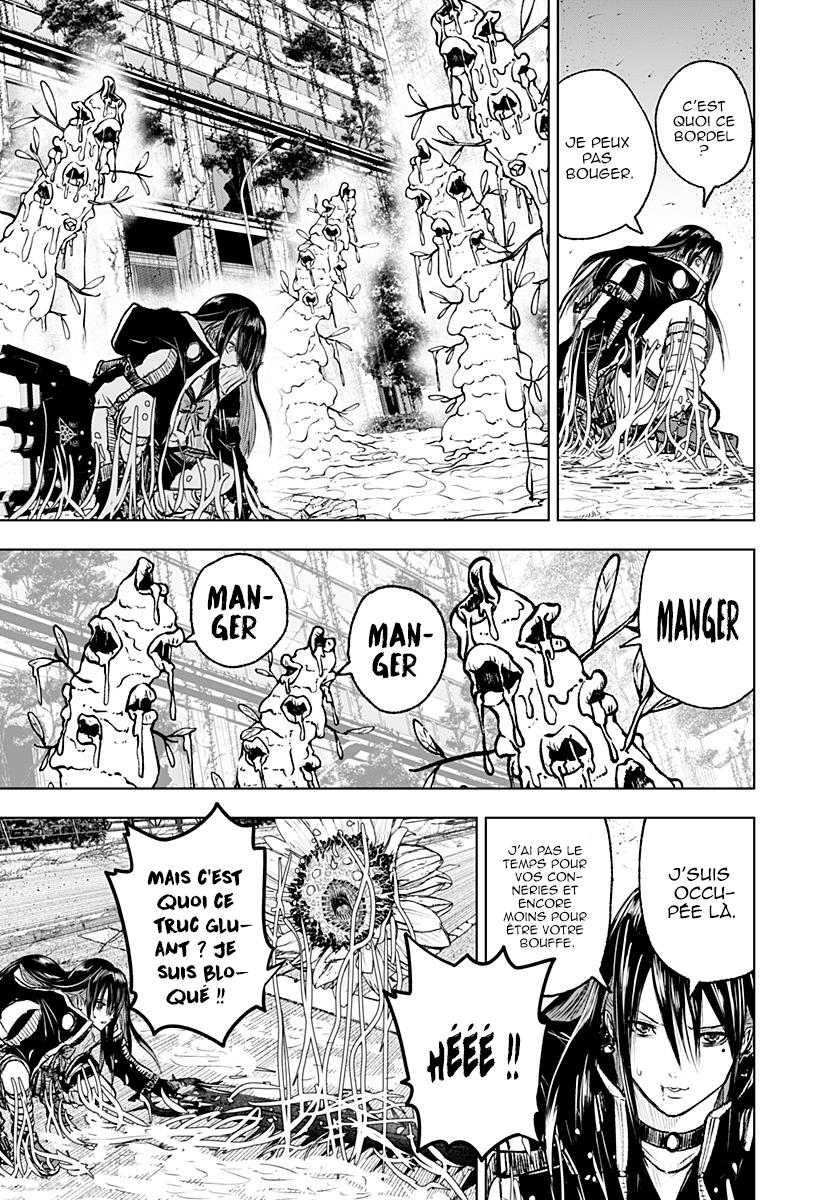 C'EST
QUOI CE
BORDEL
?
JE PEUX
PAS
BOUGER.
MANGER
MAN-
GER
MAN-
GER
J'SUIS
OCCU-
PÉE LÀ.
J'AI PAS LE
TEMPS POUR
VOS CON-
NERIES ET
ENCORE
MOINS POUR
ÊTRE VOTRE
BOUFFE.
HÉÉÉ !!
MAIS C'EST
QUOI CE
TRUC GLU-
ANT ? JE
SUIS BLO-
QUÉ !!